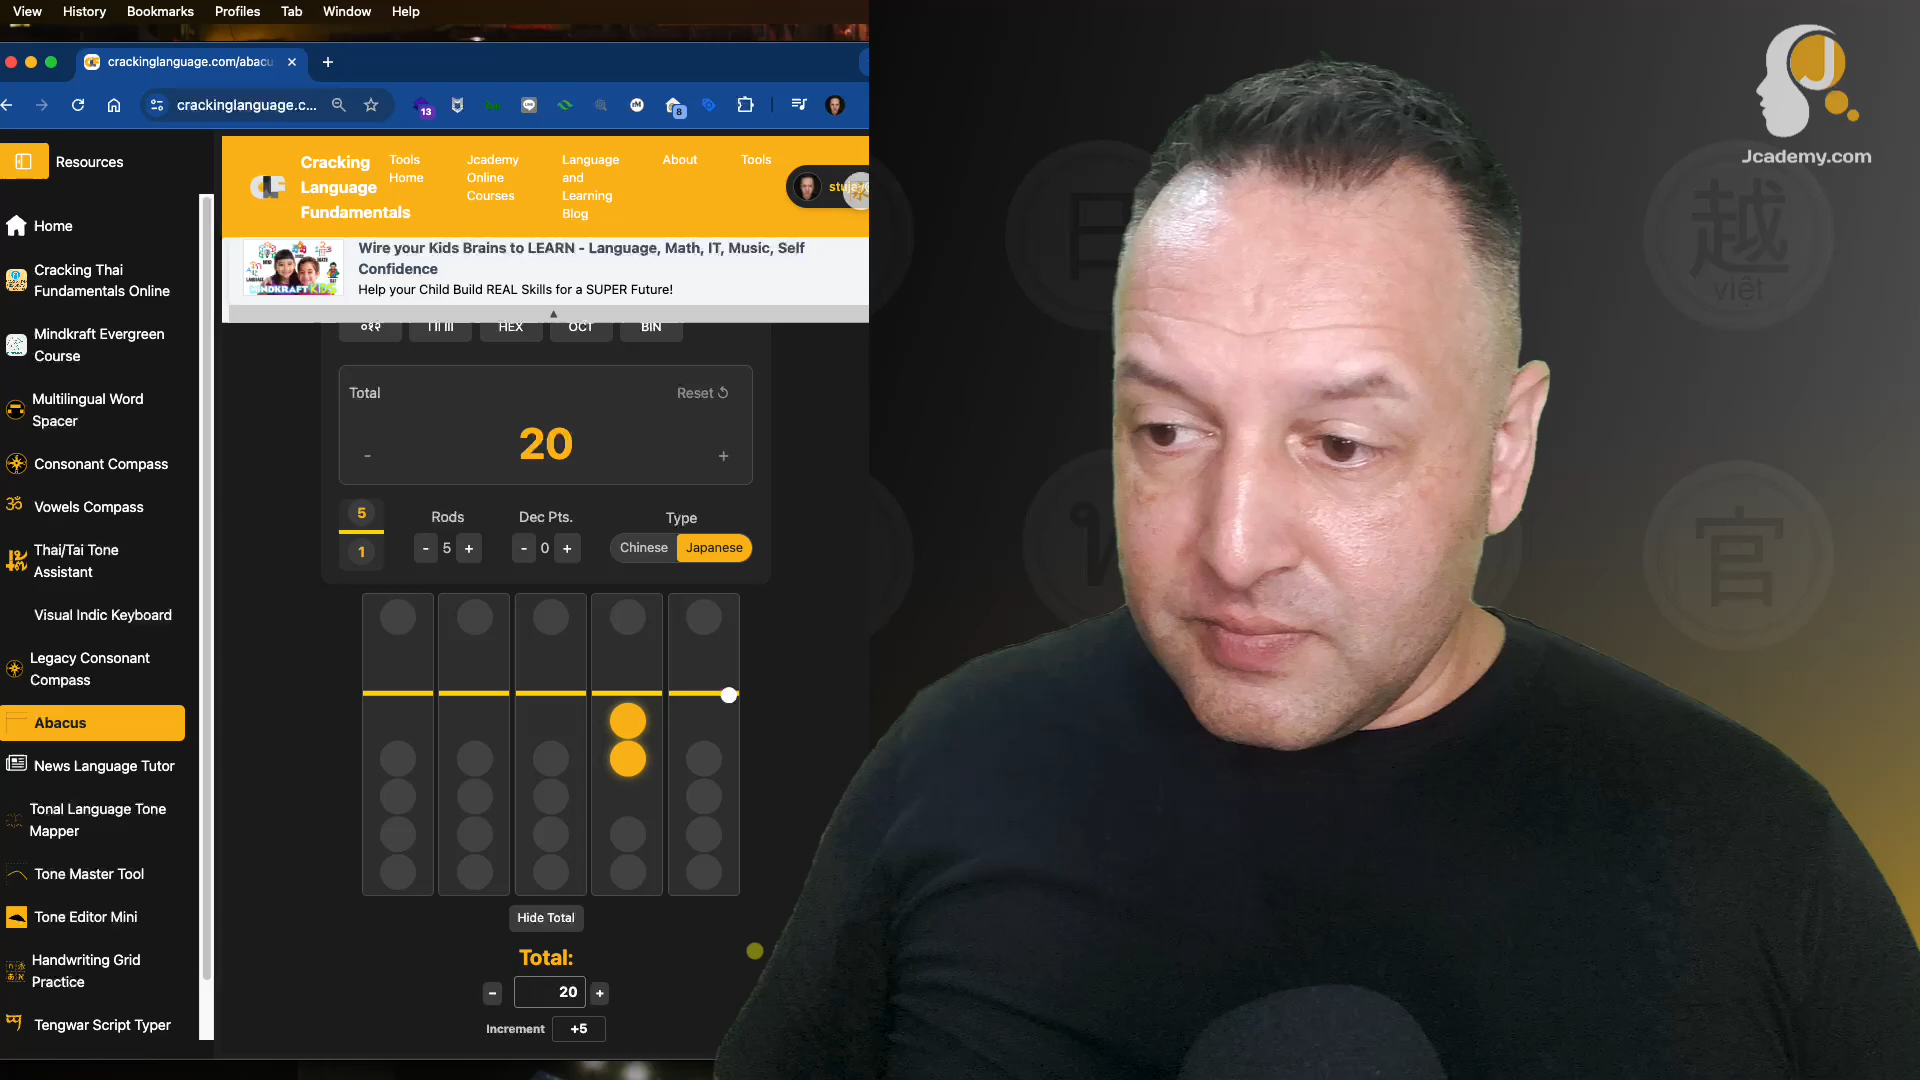 View History Bookmarks Profiles Tab Window Help
crackinglanguage.com/abacu
crackinglanguage.c...
13
8
Resources
Home
Cracking Thai
Fundamentals Online
Mindkraft Evergreen
Course
Multilingual Word
Spacer
Consonant Compass
Vowels Compass
Thai/Tai Tone
Assistant
Visual Indic Keyboard
Legacy Consonant
Compass
Abacus
News Language Tutor
Tonal Language Tone
Mapper
Tone Master Tool
Tone Editor Mini
Handwriting Grid
Practice
Tengwar Script Typer
Cracking
Language
Fundamentals
Tools
Home
Jcademy
Online
Courses
Language
and
Learning
Blog
About
Tools
Wire your Kids Brains to LEARN - Language, Math, IT, Music, Self
Confidence
Help your Child Build REAL Skills for a SUPER Future!
HEX OCT BIN
Total Reset
- 20 +
5
1
Rods
- 5 +
Dec Pts.
- 0 +
Type
Chinese Japanese
Hide Total
Total:
- 20 +
Increment +5
J
Jcademy.com
越
việt
官